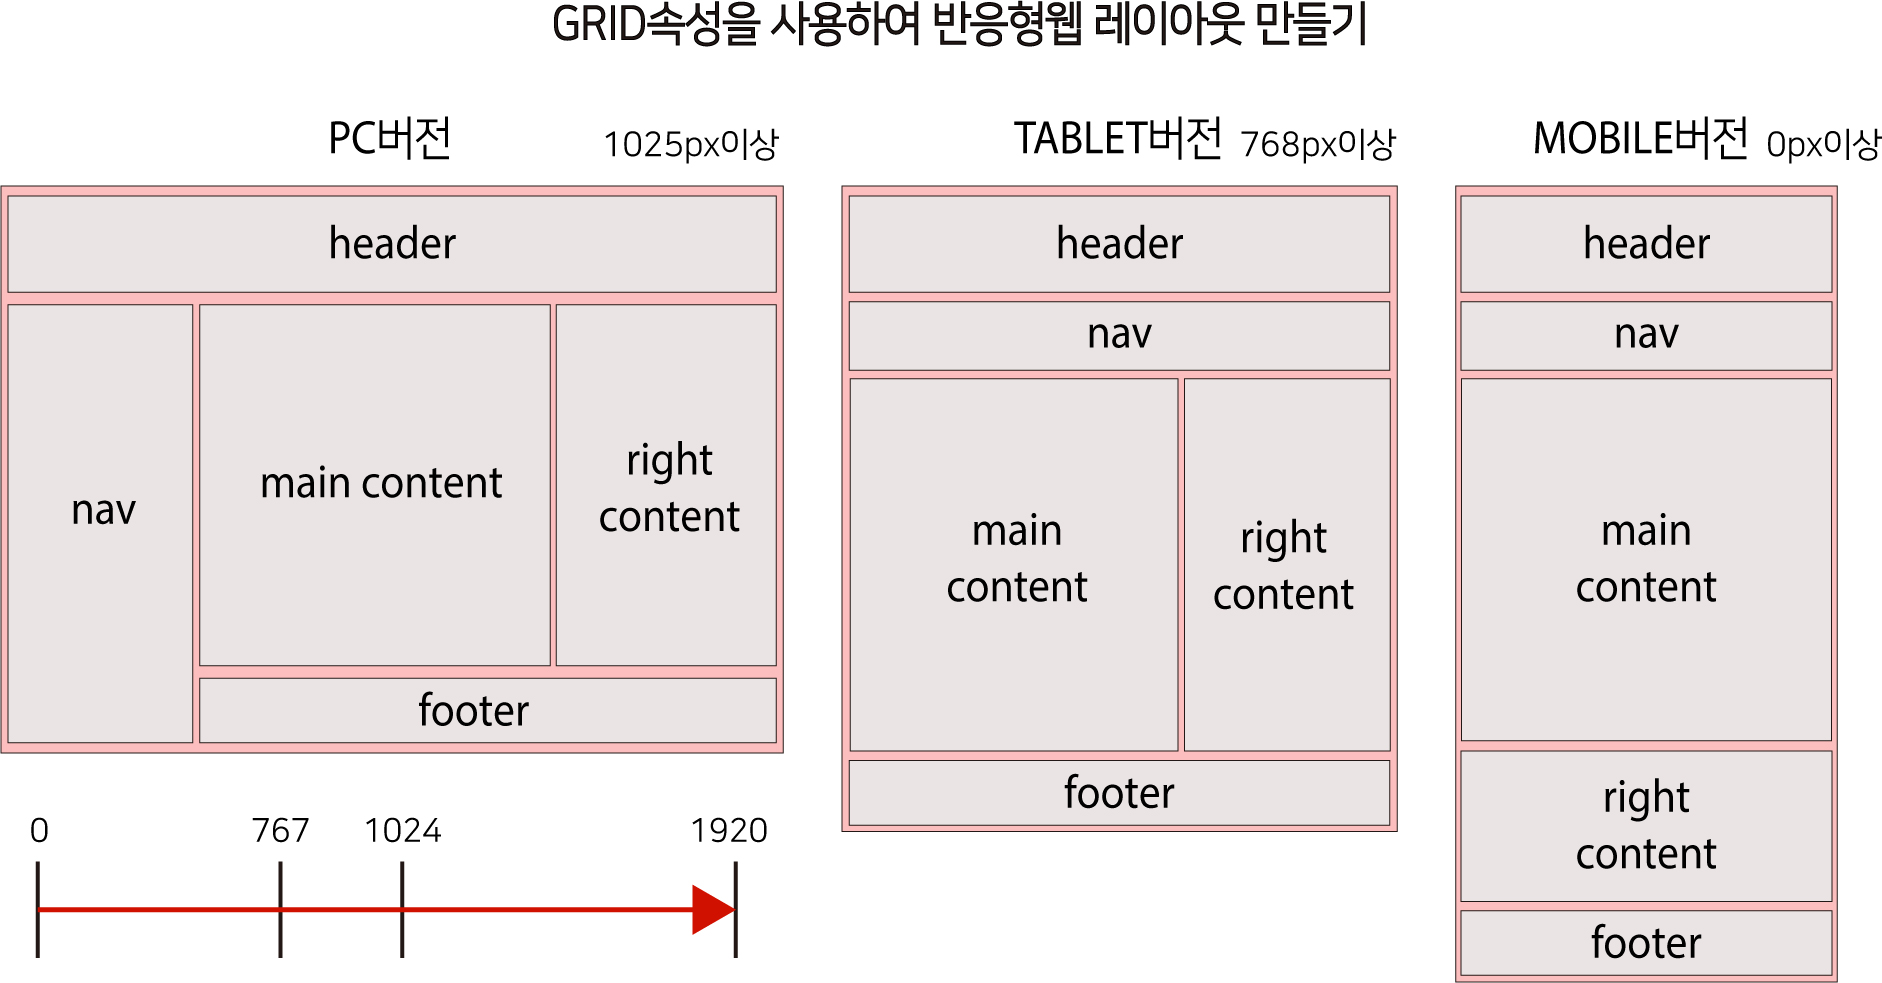 GRID속성을 사용하여 반응형웹 레이아웃 만들기
PC버전 1025px이상
header
nav
main content
right
content
footer
0 767 1024 1920
TABLET버전 768px이상
header
nav
main
content
right
content
footer
MOBILE버전 0px이상
header
nav
main
content
right
content
footer